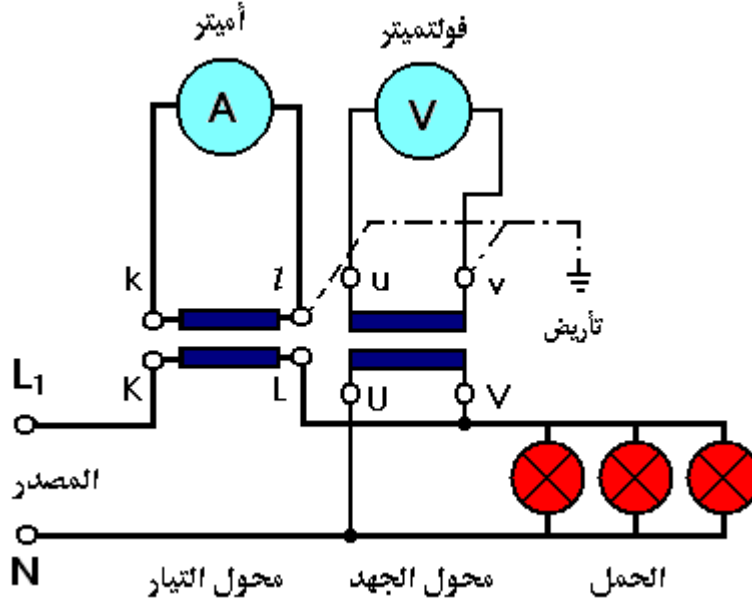 أميتر
فولتميتر
A
V
k
l
u
v
تأريض
K
L
U
V
L1
المصدر
N
محول التيار
محول الجهد
الحمل